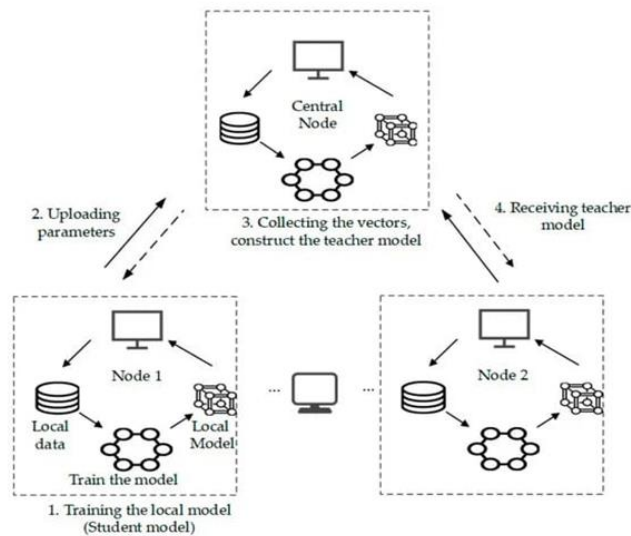 Central
Node
2. Uploading
parameters
3. Collecting the vectors,
construct the teacher model
4. Receiving teacher
model
Node 1
Local
data
Local
Model
Train the model
1. Training the local model
(Student model)
...
...
Node 2